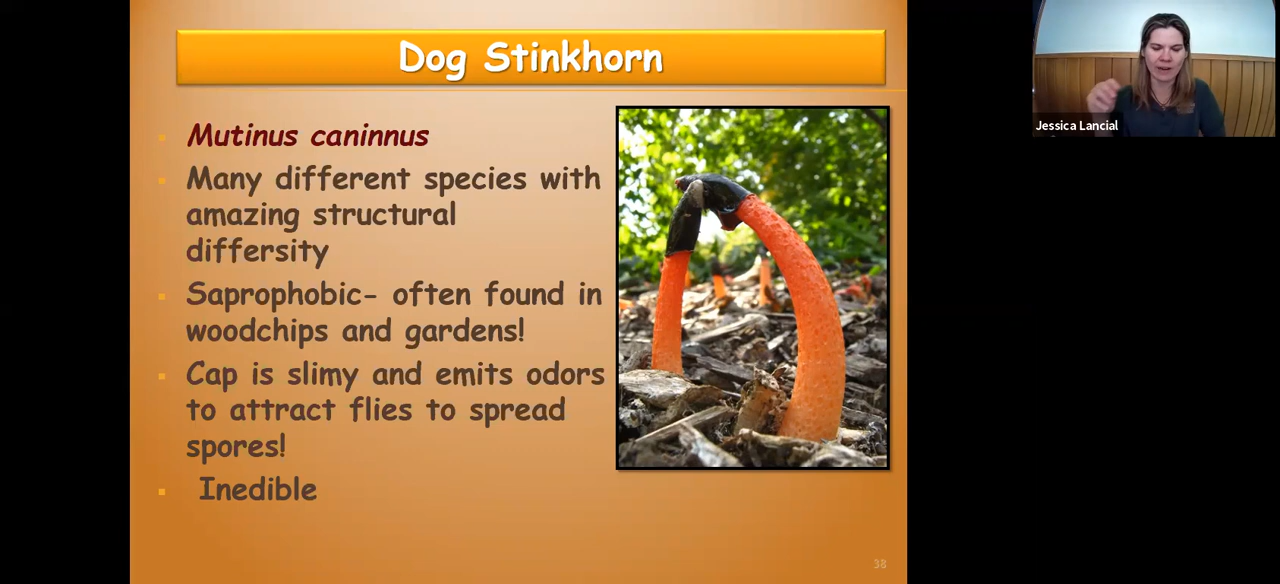 Dog Stinkhorn
Mutinus caninnus
Many different species with
amazing structural
differsity
Saprophobic- often found in
woodchips and gardens!
Cap is slimy and emits odors
to attract flies to spread
spores!
Inedible
38
Jessica Lancial